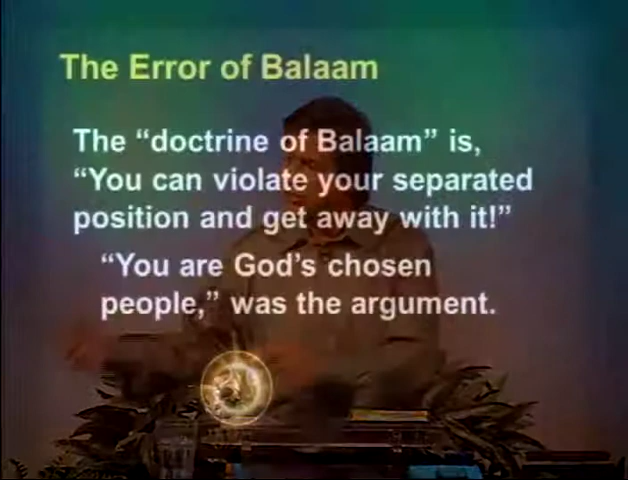 The Error of Balaam
The “doctrine of Balaam” is,
“You can violate your separated
position and get away with it!”
“You are God’s chosen
people,” was the argument.